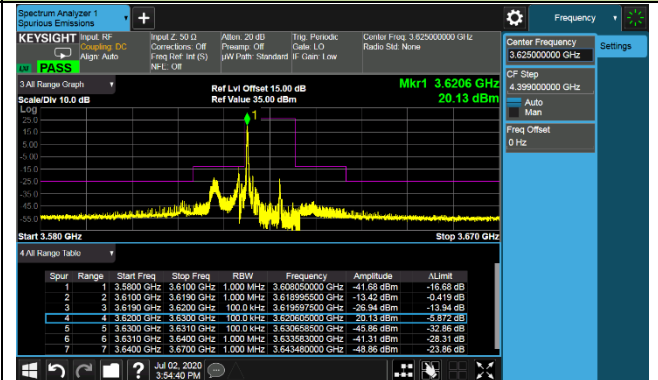 Spectrum Analyzer 1
Spurious Emissions
Frequency
KEYSIGHT
Input: RF
Coupling: DC
Align: Auto
Input Z: 50 Ω
Corrections: Off
Freq Ref: Int (S)
NFE: Off
Atten: 20 dB
Preamp: Off
µW Path: Standard
Trig: Periodic
Gate: LO
IF Gain: Low
Center Freq: 3.625000000 GHz
Radio Std: None
PASS
Center Frequency
3.625000000 GHz
Settings
CF Step
4.399000000 GHz
Auto
Man
Freq Offset
0 Hz
3 All Range Graph
Scale/Div 10.0 dB
Ref Lvl Offset 15.00 dB
Ref Value 35.00 dBm
Mkr1 3.6206 GHz
20.13 dBm
Log
25.0
15.0
5.00
-5.00
-15.0
-25.0
-35.0
-45.0
-55.0
1
Start 3.580 GHz
Stop 3.670 GHz
4 All Range Table
Spur Range Start Freq Stop Freq RBW Frequency Amplitude ΔLimit
1 1 3.5800 GHz 3.6100 GHz 1.000 MHz 3.608050000 GHz -41.68 dBm -16.68 dB
2 2 3.6100 GHz 3.6190 GHz 1.000 MHz 3.618995500 GHz -13.42 dBm -0.419 dB
3 3 3.6190 GHz 3.6200 GHz 100.0 kHz 3.619597500 GHz -26.94 dBm -13.94 dB
4 4 3.6200 GHz 3.6300 GHz 100.0 kHz 3.620605000 GHz 20.13 dBm -5.872 dB
5 5 3.6300 GHz 3.6310 GHz 100.0 kHz 3.630658500 GHz -45.86 dBm -32.86 dB
6 6 3.6310 GHz 3.6400 GHz 1.000 MHz 3.633583000 GHz -41.31 dBm -28.31 dB
7 7 3.6400 GHz 3.6700 GHz 1.000 MHz 3.643480000 GHz -48.86 dBm -23.86 dB
Jul 02, 2020
3:54:40 PM